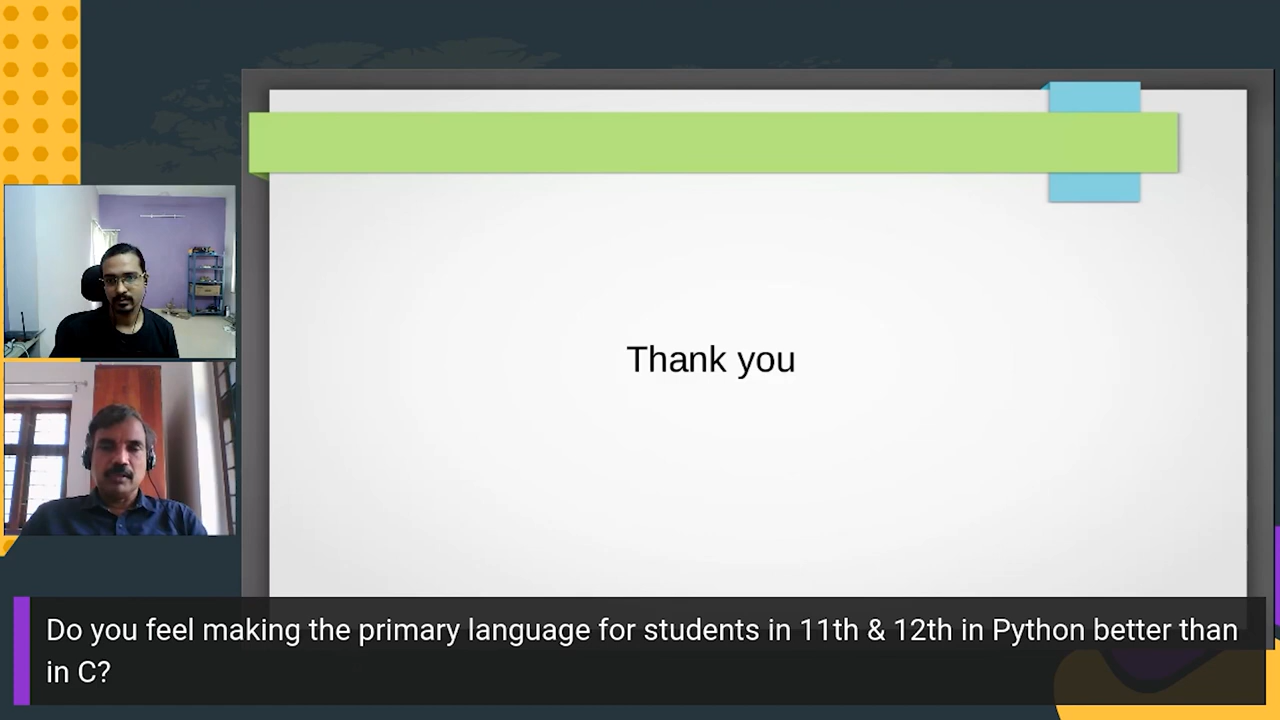 Thank you
Do you feel making the primary language for students in 11th & 12th in Python better than
in C?